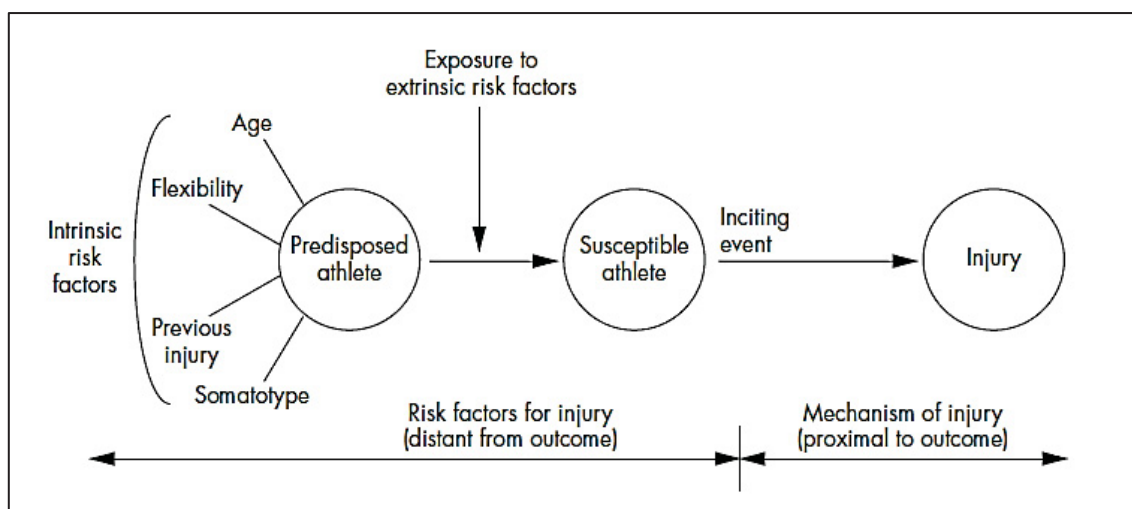 Exposure to
extrinsic risk factors
Age
Flexibility
Intrinsic
risk
factors
Predisposed
athlete
Susceptible
athlete
Inciting
event
Injury
Previous
injury
Somatotype
Risk factors for injury
(distant from outcome)
Mechanism of injury
(proximal to outcome)